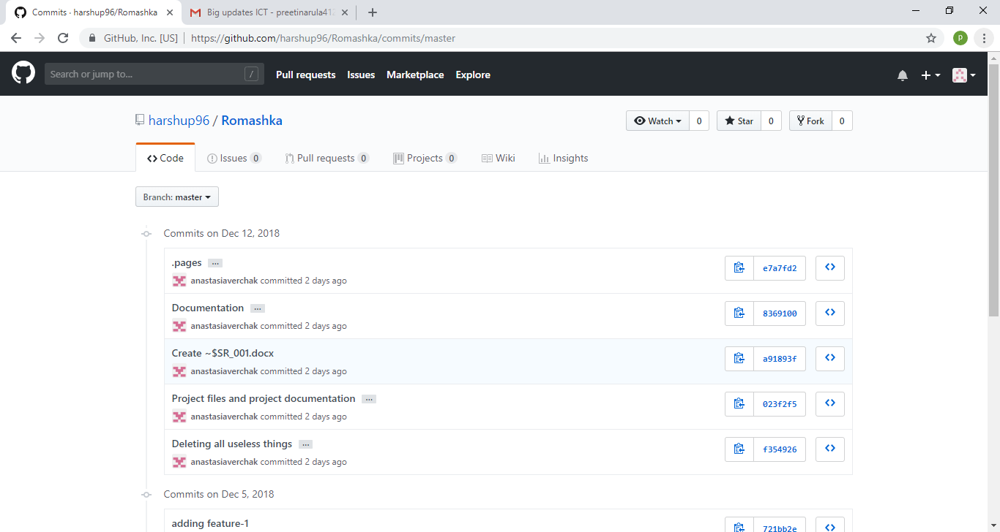 Commits · harshup96/Romashka
Big updates ICT - preetinarula412
GitHub, Inc. [US] https://github.com/harshup96/Romashka/commits/master
p
Search or jump to... /
Pull requests Issues Marketplace Explore
harshup96 / Romashka
Watch 0 Star 0 Fork 0
Code Issues 0 Pull requests 0 Projects 0 Wiki Insights
Branch: master
Commits on Dec 12, 2018
.pages …
e7a7fd2
anastasiaverchak committed 2 days ago
Documentation …
8369100
anastasiaverchak committed 2 days ago
Create ~$SR_001.docx
a91893f
anastasiaverchak committed 2 days ago
Project files and project documentation …
023f2f5
anastasiaverchak committed 2 days ago
Deleting all useless things …
f354926
anastasiaverchak committed 2 days ago
Commits on Dec 5, 2018
adding feature-1
721bb2e